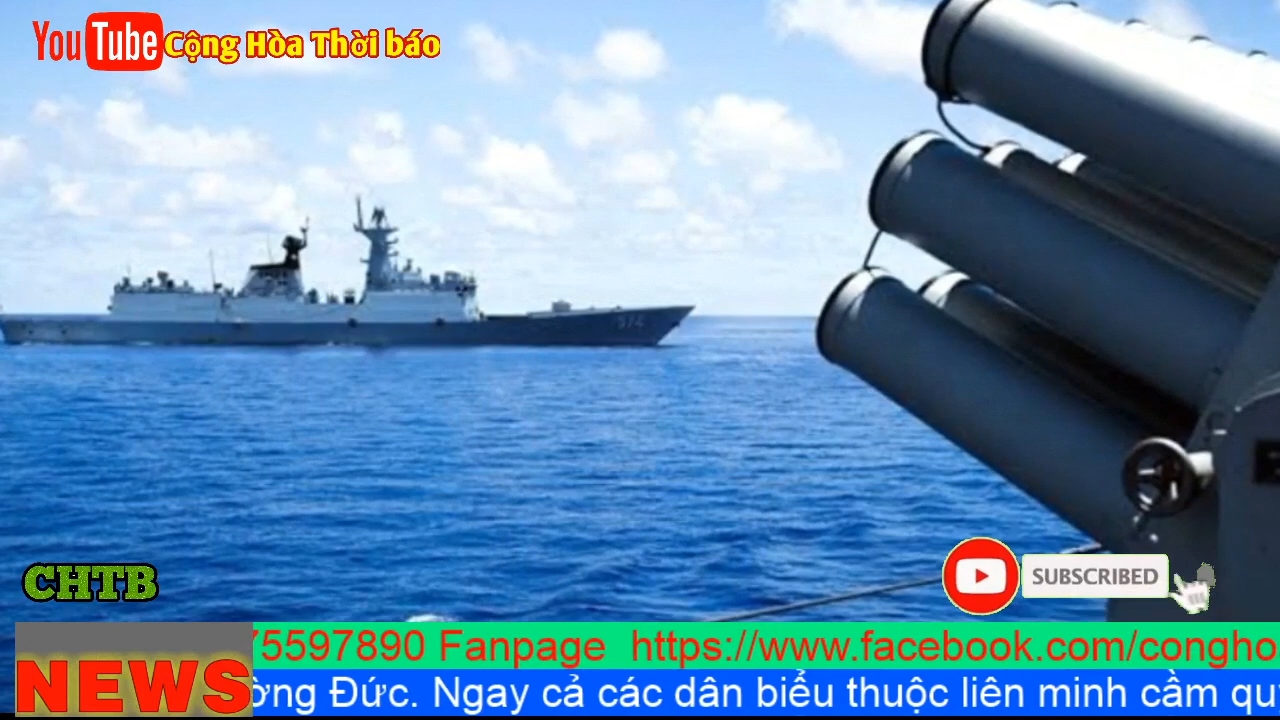 YouTube Cộng Hòa Thời báo
574
CHTB
SUBSCRIBED
75597890 Fanpage https://www.facebook.com/congho
NEWS
ờng Đức. Ngay cả các dân biểu thuộc liên minh cầm qu